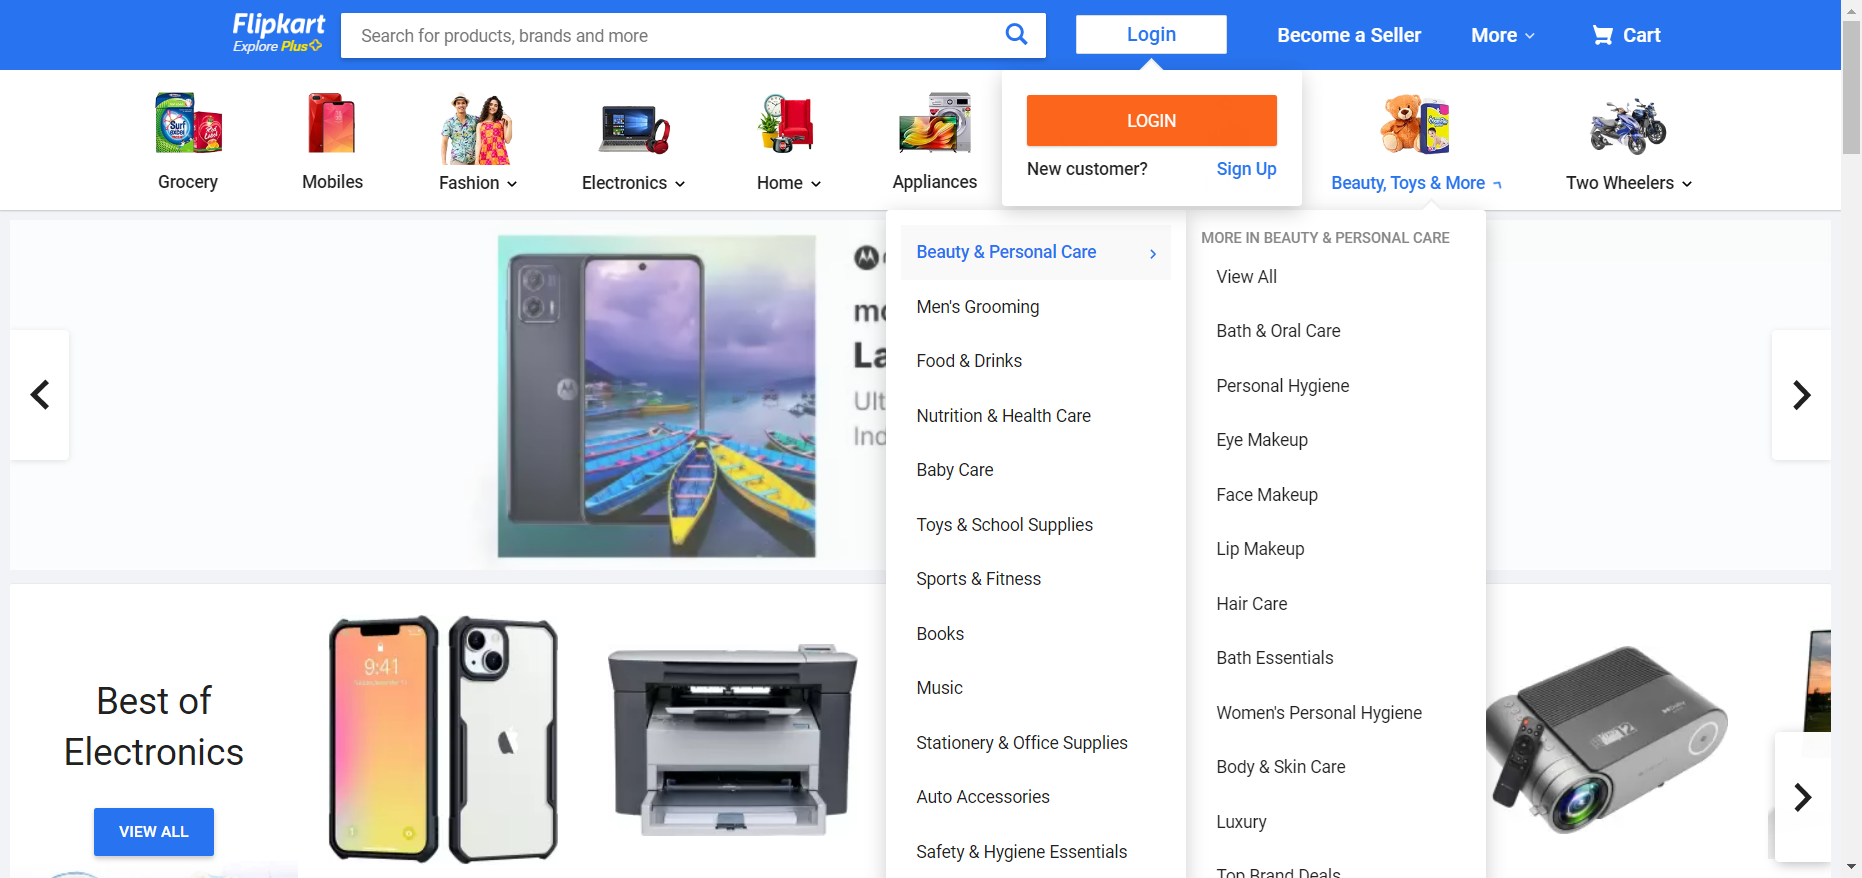 Flipkart
Explore Plus
Search for products, brands and more
Login
Become a Seller
More
Cart
LOGIN
New customer?
Sign Up
Surf excel
Red Label
Grocery
Mobiles
Fashion
Electronics
Home
Appliances
Beauty, Toys & More
Two Wheelers
Beauty & Personal Care
Men's Grooming
Food & Drinks
Nutrition & Health Care
Baby Care
Toys & School Supplies
Sports & Fitness
Books
Music
Stationery & Office Supplies
Auto Accessories
Safety & Hygiene Essentials
MORE IN BEAUTY & PERSONAL CARE
View All
Bath & Oral Care
Personal Hygiene
Eye Makeup
Face Makeup
Lip Makeup
Hair Care
Bath Essentials
Women's Personal Hygiene
Body & Skin Care
Luxury
Top Brand Deals
mo
La
Ult
Ind
Best of
Electronics
VIEW ALL
9:41